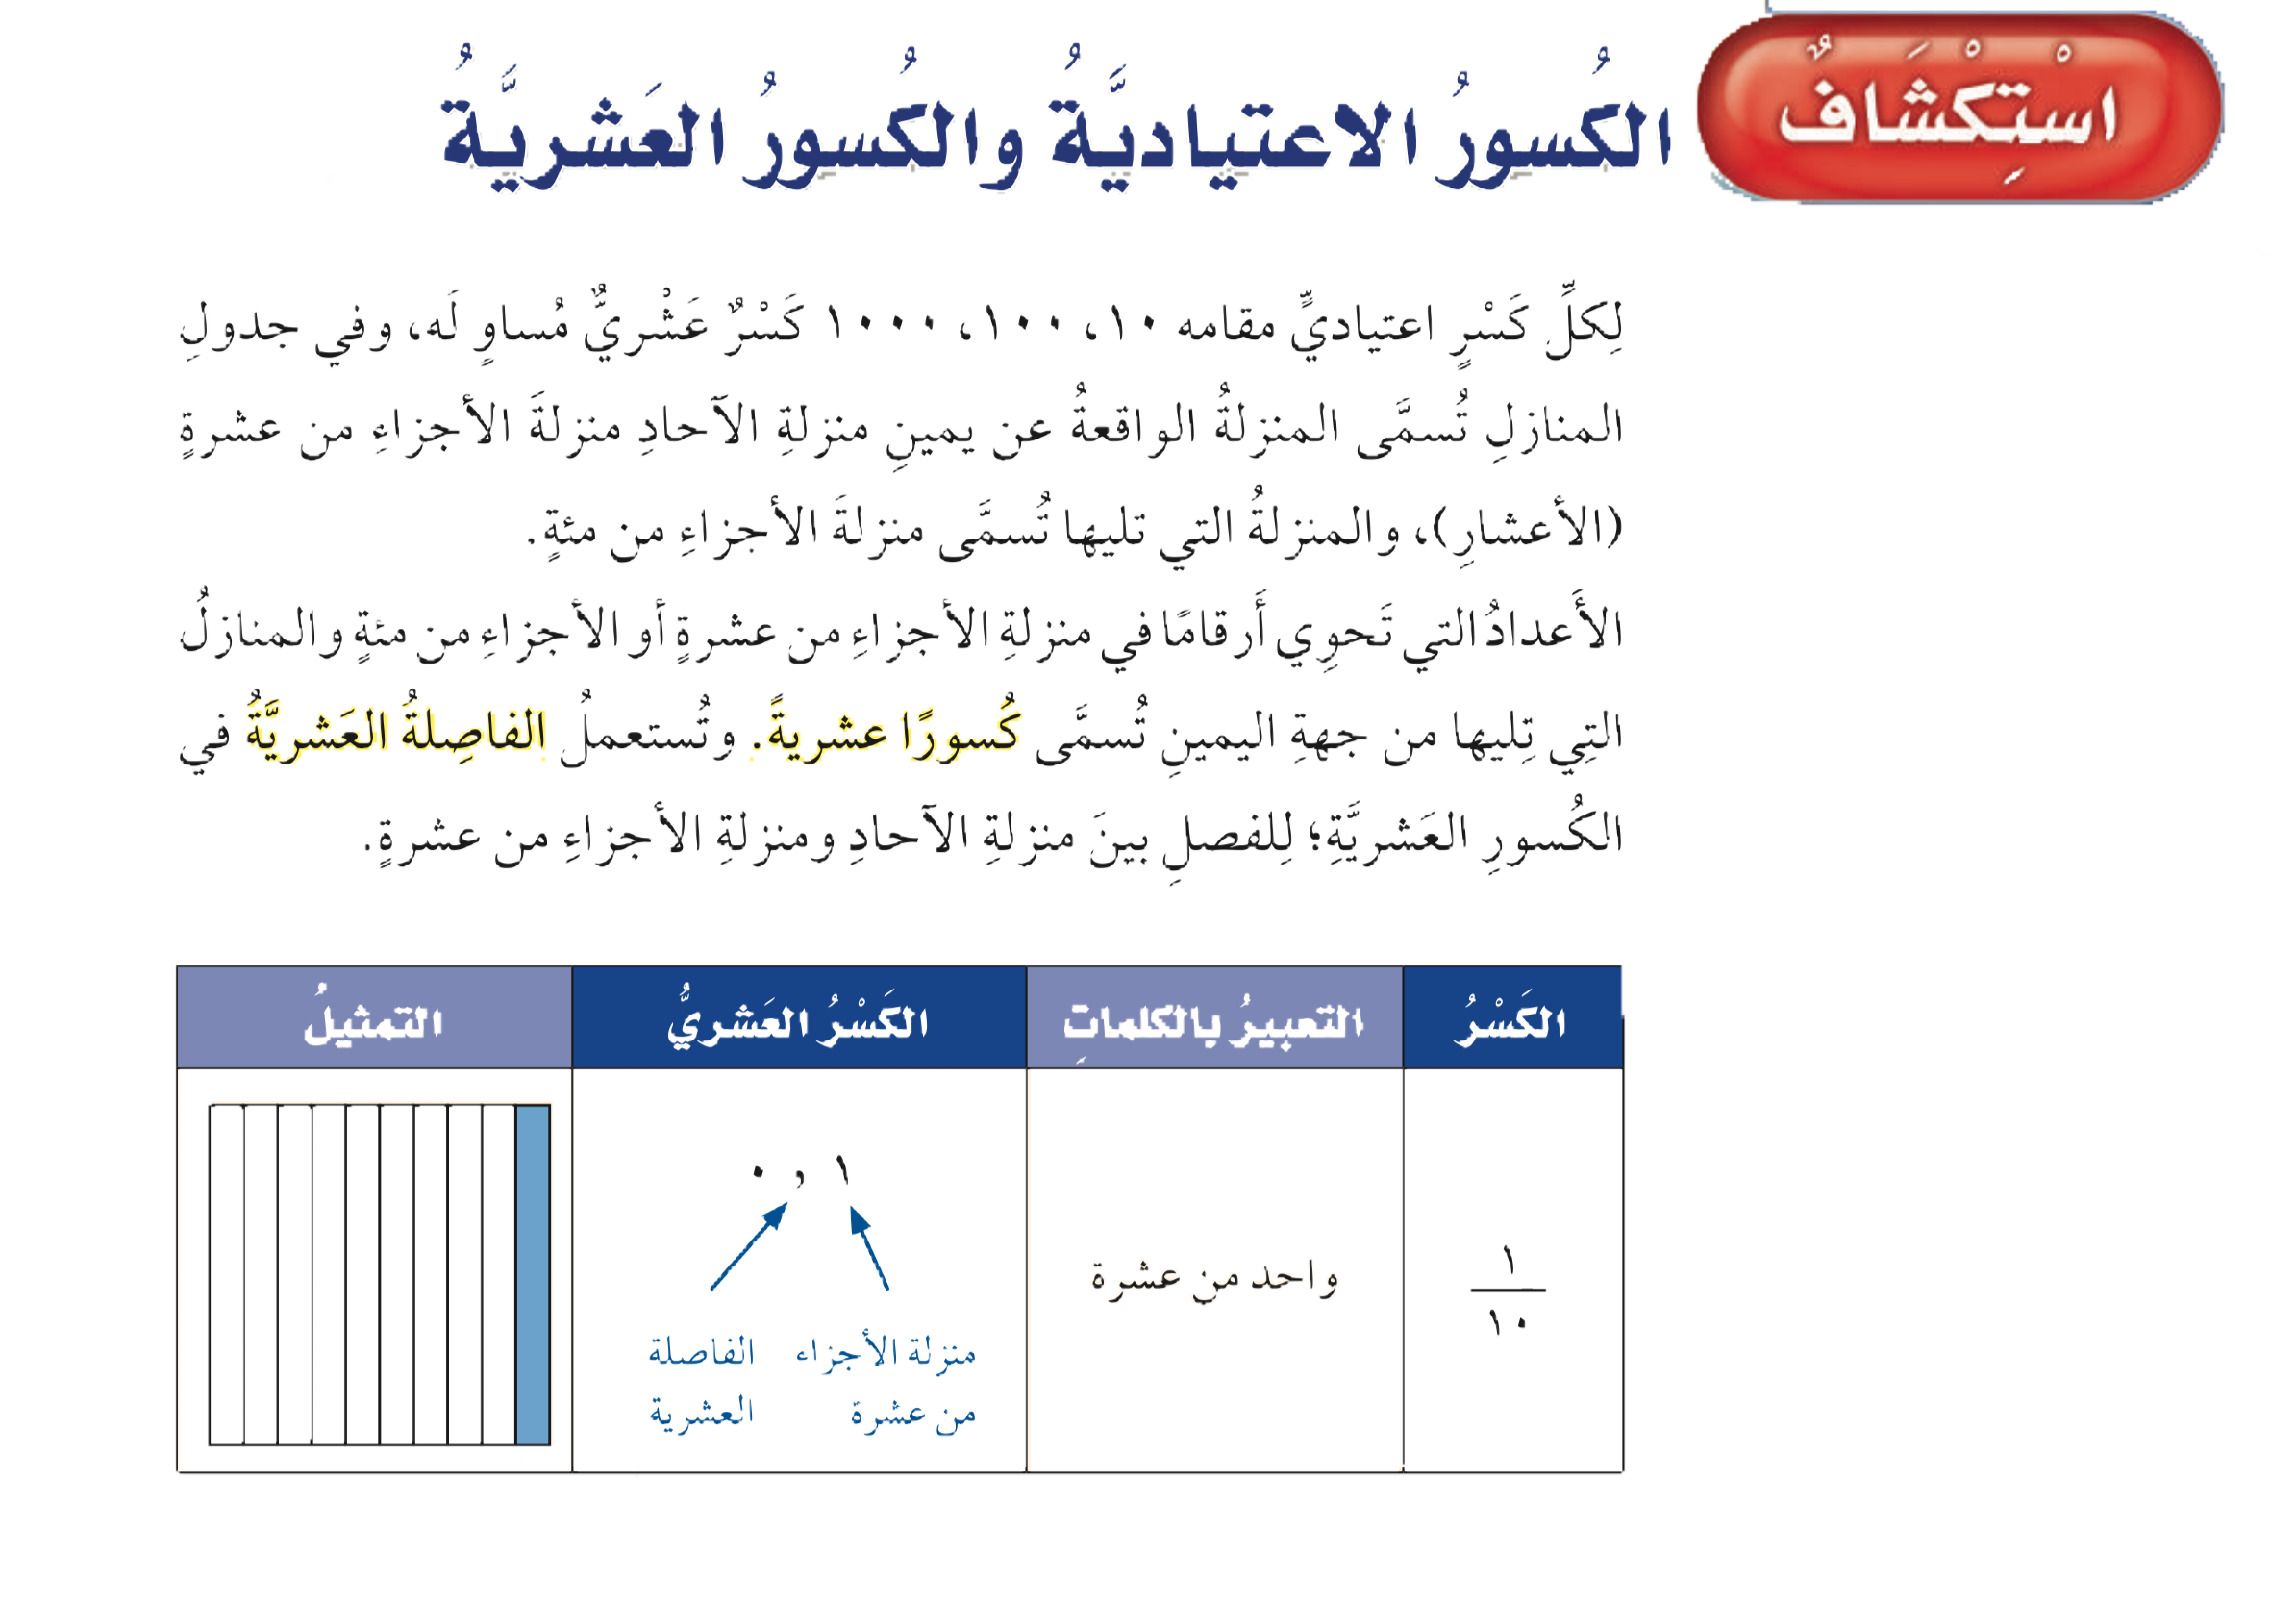 اسْتِكْشَافٌ
الكُسورُ الاعتياديَّةُ والكُسورُ العَشريَّةُ
لِكلِّ كَسْرٍ اعتياديٍّ مقامه ١٠، ١٠٠، ١٠٠٠ كَسْرٌ عَشْريٌّ مُساوٍ لَه، وفي جدولِ
المنازلِ تُسمَّى المنزلةُ الواقعةُ عن يمينِ منزلةِ الآحادِ منزلةَ الأجزاءِ من عشرةٍ
(الأعشارِ)، والمنزلةُ التي تليها تُسمَّى منزلةَ الأجزاءِ من مئةٍ.
الأَعدادُ التي تَحوِي أَرقامًا في منزلةِ الأجزاءِ من عشرةٍ أو الأجزاءِ من مئةٍ والمنازلُ
التِي تِليها من جهةِ اليمينِ تُسمَّى كُسورًا عشريةً. وتُستعملُ الفاصِلةُ العَشريَّةُ في
الكُسورِ العَشريَّةِ؛ لِلفصلِ بينَ منزلةِ الآحادِ ومنزلةِ الأجزاءِ من عشرةٍ.
الكَسْرُ التعبيرُ بالكلماتِ الكَسْرُ العَشريُّ التمثيلُ
١
١٠
واحد من عشرة
٠,١
منزلة الأجزاء
من عشرة
الفاصلة
العشرية